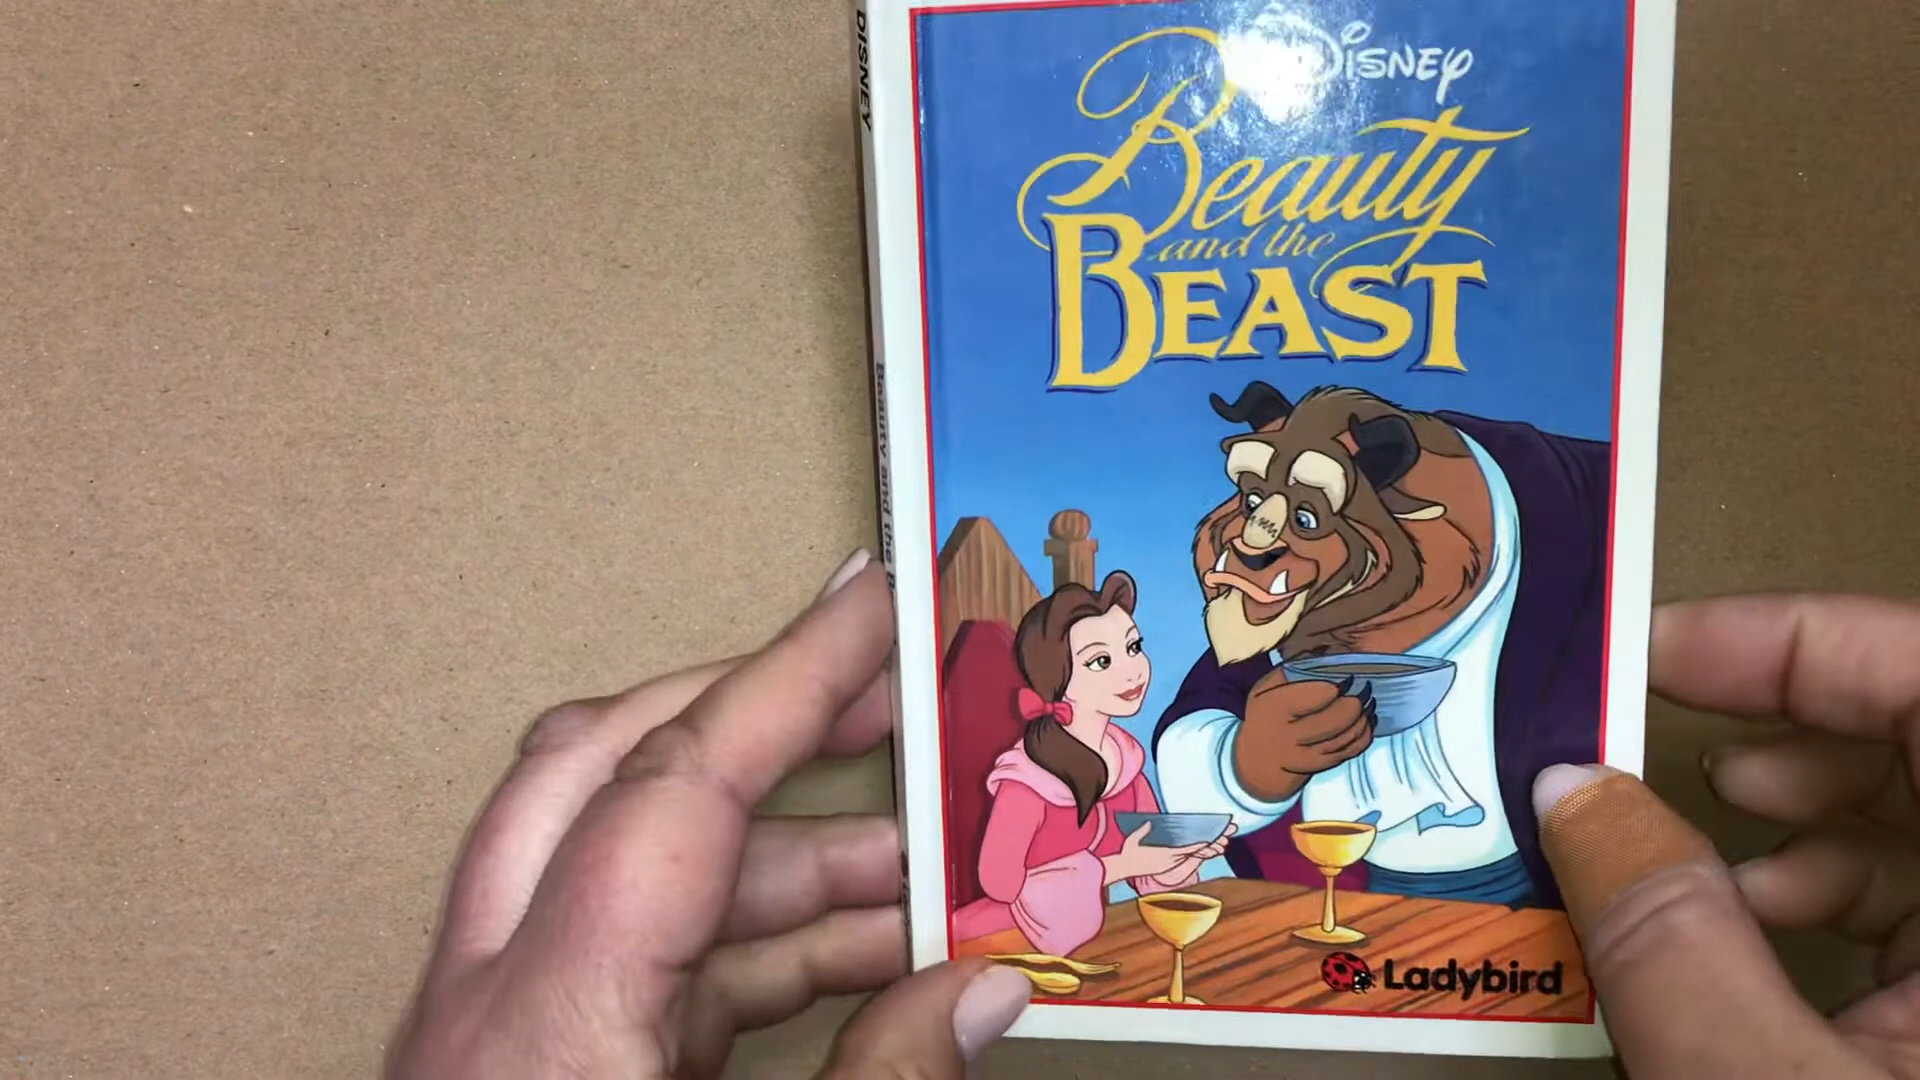 DISNEY
Beauty
and the
BEAST
Ladybird
DISNEY
Beauty and the B